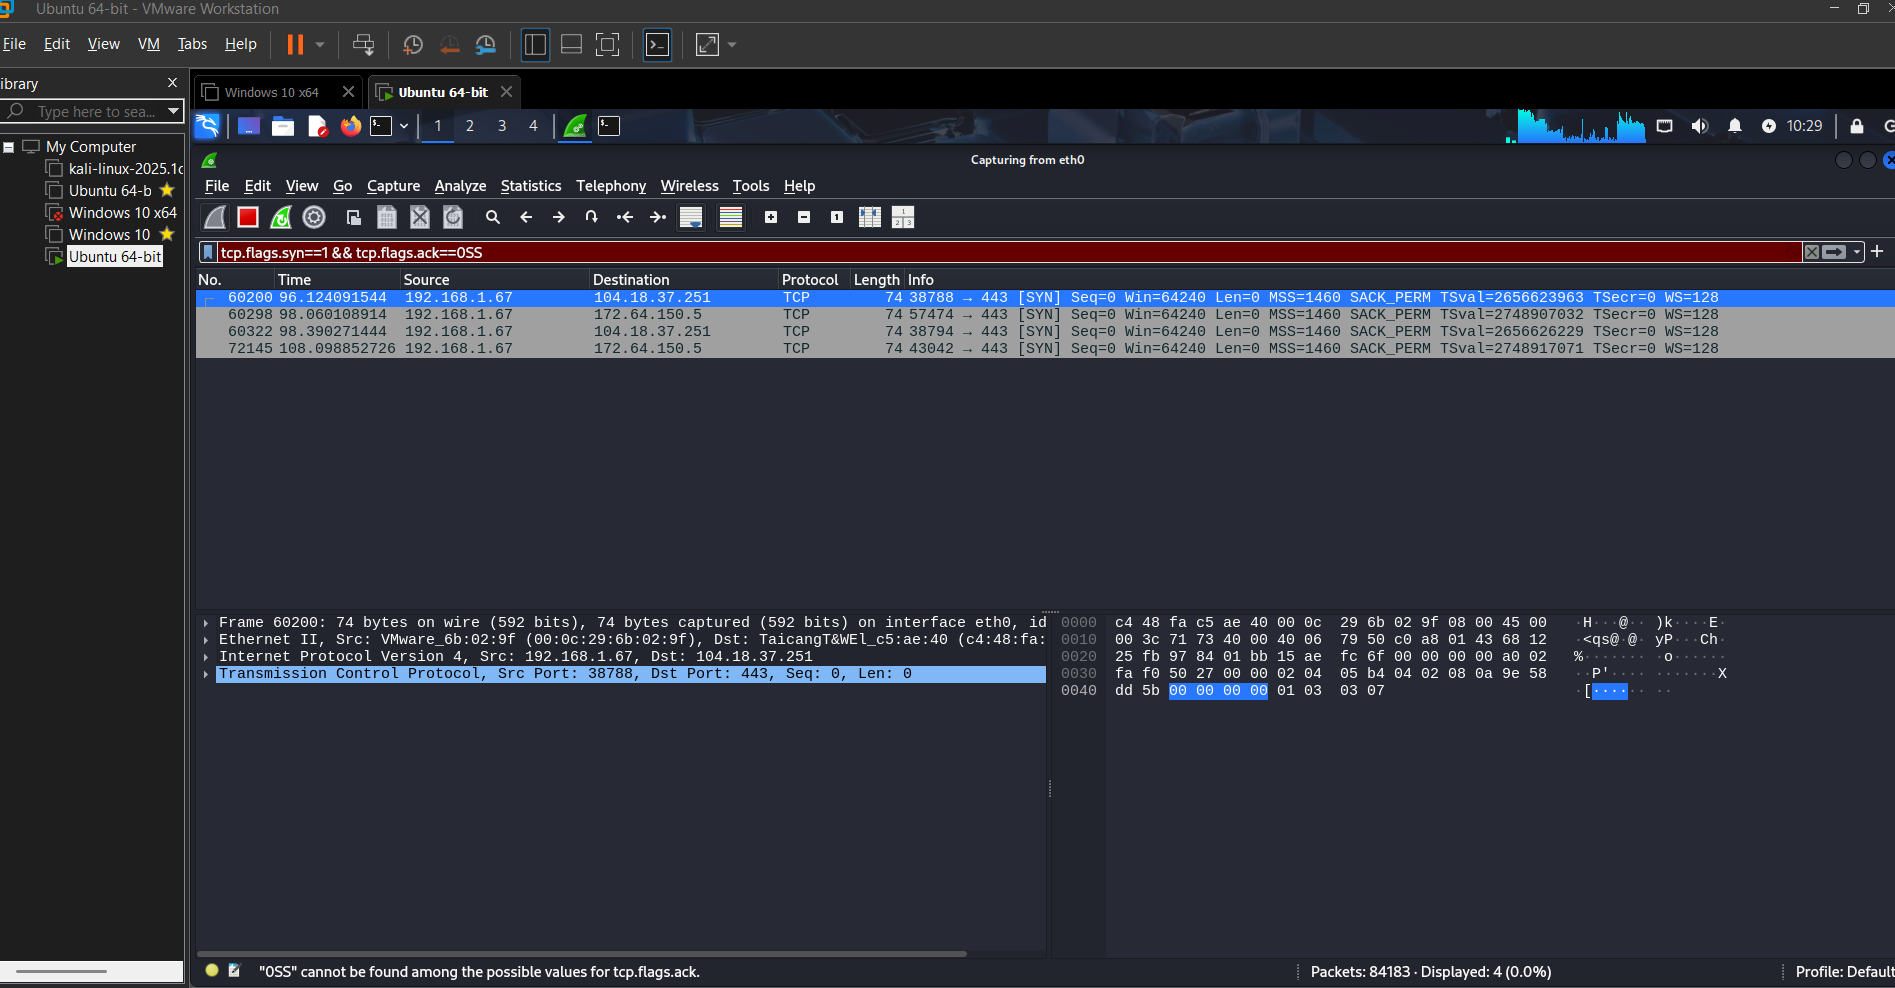 Ubuntu 64-bit - VMware Workstation
File Edit View VM Tabs Help
ibrary
Type here to sea...
My Computer
kali-linux-2025.1c
Ubuntu 64-b
Windows 10 x64
Windows 10
Ubuntu 64-bit
Windows 10 x64
Ubuntu 64-bit
1 2 3 4
10:29
Capturing from eth0
File Edit View Go Capture Analyze Statistics Telephony Wireless Tools Help
tcp.flags.syn==1 && tcp.flags.ack==0SS
No. Time Source Destination Protocol Length Info
60200 96.124091544 192.168.1.67 104.18.37.251 TCP 74 38788 → 443 [SYN] Seq=0 Win=64240 Len=0 MSS=1460 SACK_PERM TSval=2656623963 TSecr=0 WS=128
60298 98.060108914 192.168.1.67 172.64.150.5 TCP 74 57474 → 443 [SYN] Seq=0 Win=64240 Len=0 MSS=1460 SACK_PERM TSval=2748907032 TSecr=0 WS=128
60322 98.390271444 192.168.1.67 104.18.37.251 TCP 74 38794 → 443 [SYN] Seq=0 Win=64240 Len=0 MSS=1460 SACK_PERM TSval=2656626229 TSecr=0 WS=128
72145 108.098852726 192.168.1.67 172.64.150.5 TCP 74 43042 → 443 [SYN] Seq=0 Win=64240 Len=0 MSS=1460 SACK_PERM TSval=2748917071 TSecr=0 WS=128
Frame 60200: 74 bytes on wire (592 bits), 74 bytes captured (592 bits) on interface eth0, id
Ethernet II, Src: VMware_6b:02:9f (00:0c:29:6b:02:9f), Dst: TaicangT&WEl_c5:ae:40 (c4:48:fa:
Internet Protocol Version 4, Src: 192.168.1.67, Dst: 104.18.37.251
Transmission Control Protocol, Src Port: 38788, Dst Port: 443, Seq: 0, Len: 0
0000 c4 48 fa c5 ae 40 00 0c 29 6b 02 9f 08 00 45 00 ·H···@·· )k····E·
0010 00 3c 71 73 40 00 40 06 79 50 c0 a8 01 43 68 12 ·<qs@·@· yP···Ch·
0020 25 fb 97 84 01 bb 15 ae fc 6f 00 00 00 00 a0 02 %······· ·o······
0030 fa f0 50 27 00 00 02 04 05 b4 04 02 08 0a 9e 58 ··P'···· ·······X
0040 dd 5b 00 00 00 00 01 03 03 07 ·[······ ··
"0SS" cannot be found among the possible values for tcp.flags.ack.
Packets: 84183 · Displayed: 4 (0.0%)
Profile: Default